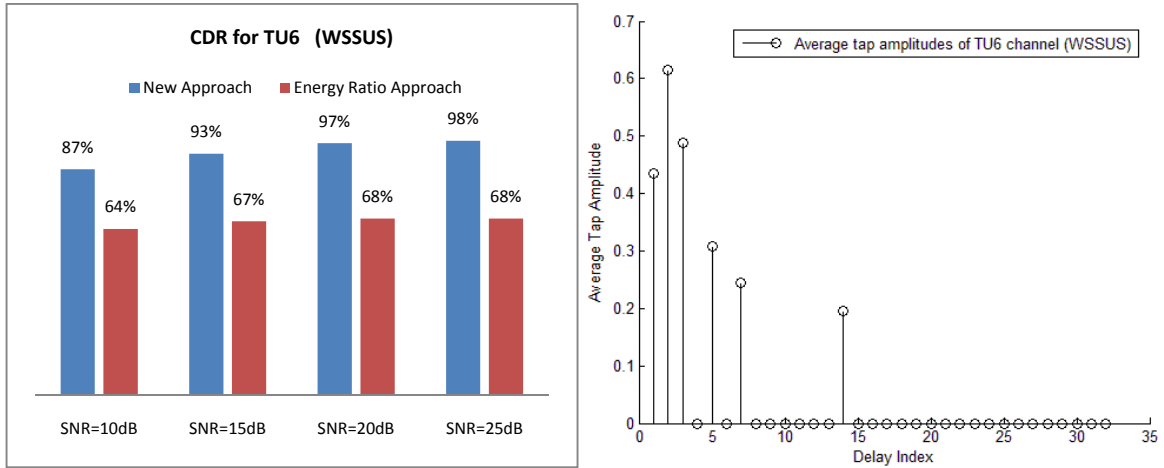 CDR for TU6 (WSSUS)
New Approach Energy Ratio Approach
87% 64% 93% 67% 97% 68% 98% 68%
SNR=10dB SNR=15dB SNR=20dB SNR=25dB
Average tap amplitudes of TU6 channel (WSSUS)
Average Tap Amplitude
0.7
0.6
0.5
0.4
0.3
0.2
0.1
0
0 5 10 15 20 25 30 35
Delay Index